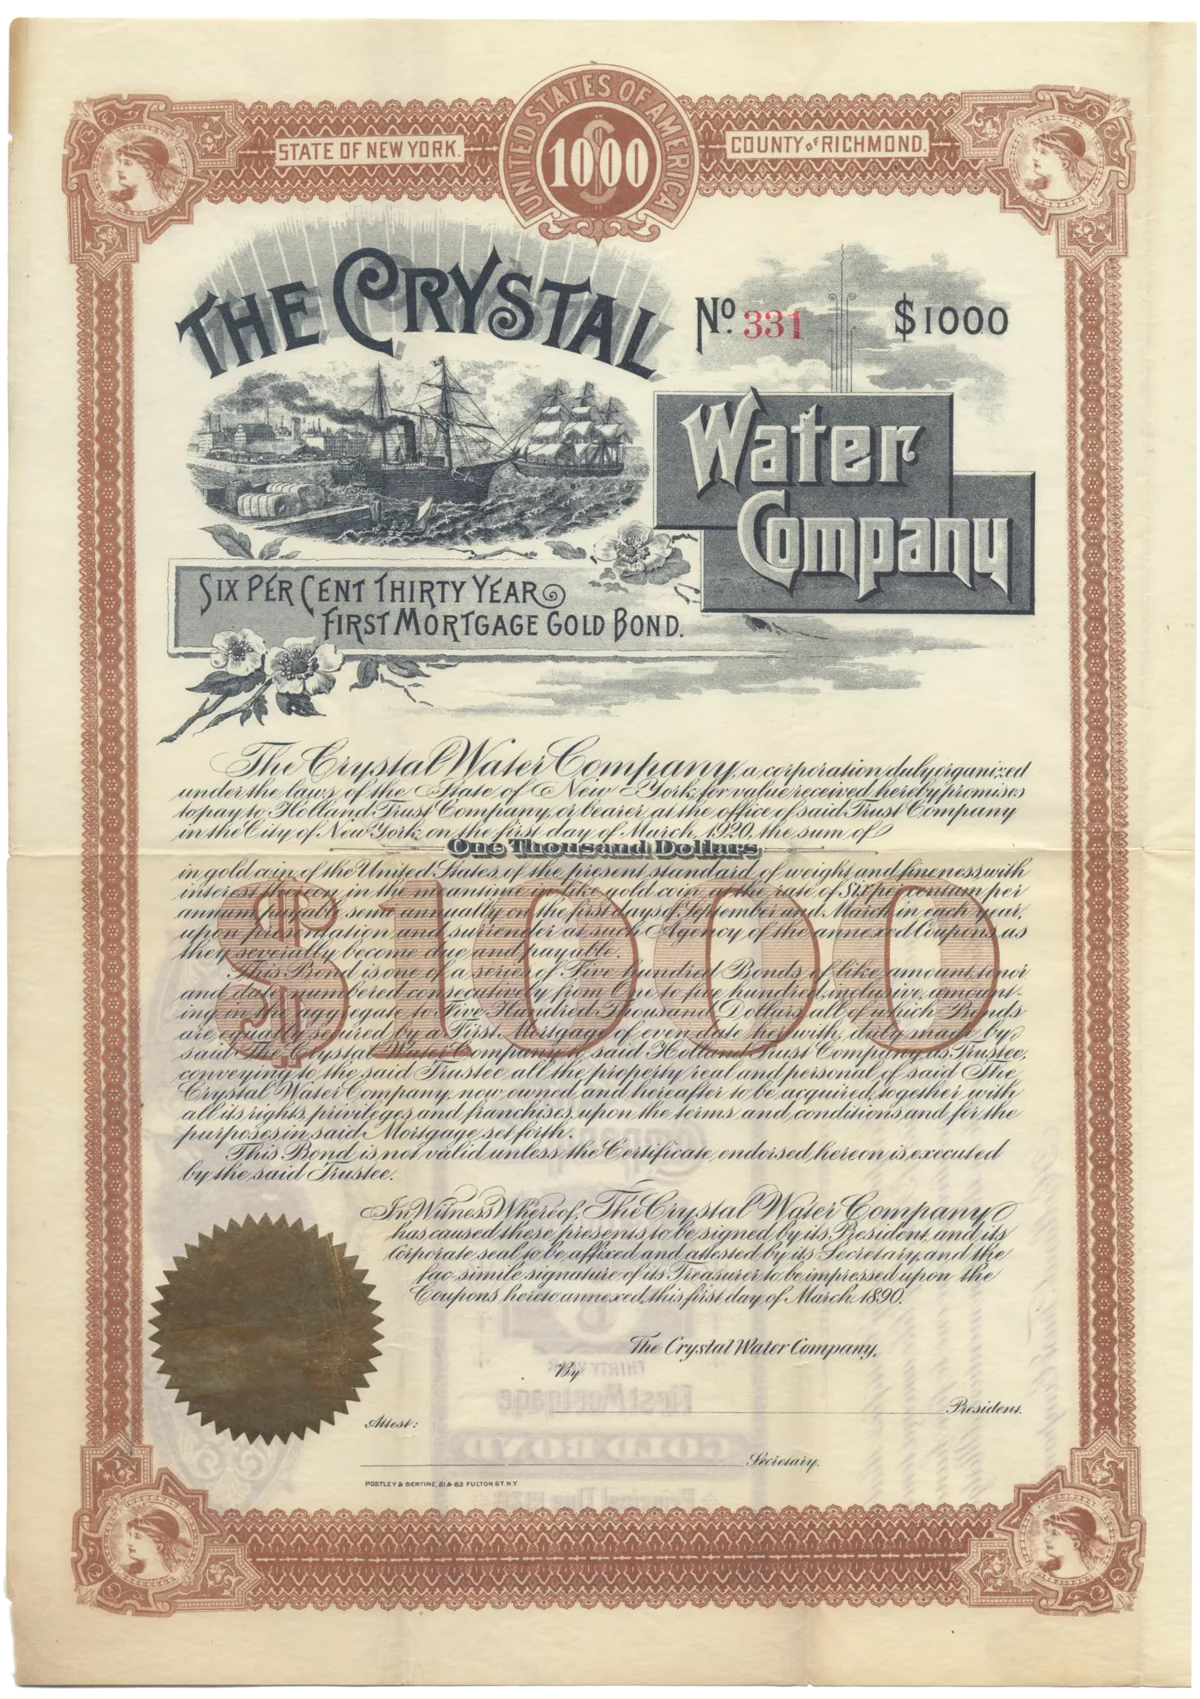 UNITED STATES OF AMERICA
STATE OF NEW YORK.
$1000
COUNTY OF RICHMOND.
THE CRYSTAL
No. 331
$1000
Water
Company
SIX PER CENT THIRTY YEAR
FIRST MORTGAGE GOLD BOND.
The Crystal Water Company, a corporation duly organized
under the laws of the State of New York, for value received, hereby promises
to pay to Holland Trust Company, or bearer, at the office of said Trust Company
in the City of New York, on the first day of March, 1920, the sum of
One Thousand Dollars
in gold coin of the United States, of the present standard of weight and fineness, with
interest thereon, in the meantime in like gold coin, at the rate of Six per centum per
annum, payable semi annually on the first days of September and March in each year,
upon presentation and surrender at such Agency of the annexed Coupons as
they severally become due and payable.
$1000
This Bond is one of a series of Five hundred Bonds of like amount, tenor
and date, numbered consecutively from One to five hundred, inclusive, amount-
ing in the aggregate to Five Hundred Thousand Dollars, all of which Bonds
are equally secured by a First Mortgage of even date herewith, duly made by
said The Crystal Water Company to said Holland Trust Company, as Trustee,
conveying to the said Trustee all the property real and personal, of said The
Crystal Water Company, now owned and hereafter to be acquired, together with
all its rights, privileges, and franchises, upon the terms and conditions and for the
purposes in said Mortgage set forth.
This Bond is not valid unless the Certificate, endorsed hereon, is executed
by the said Trustee.
In Witness Whereof, The Crystal Water Company
has caused these presents to be signed by its President, and its
corporate seal to be affixed and attested by its Secretary, and the
fac-simile signature of its Treasurer to be impressed upon the
Coupons hereto annexed, this first day of March, 1890.
The Crystal Water Company,
By
President.
Attest:
Secretary.
POSTLEY & BERTINE, 61 & 63 FULTON ST. N.Y.